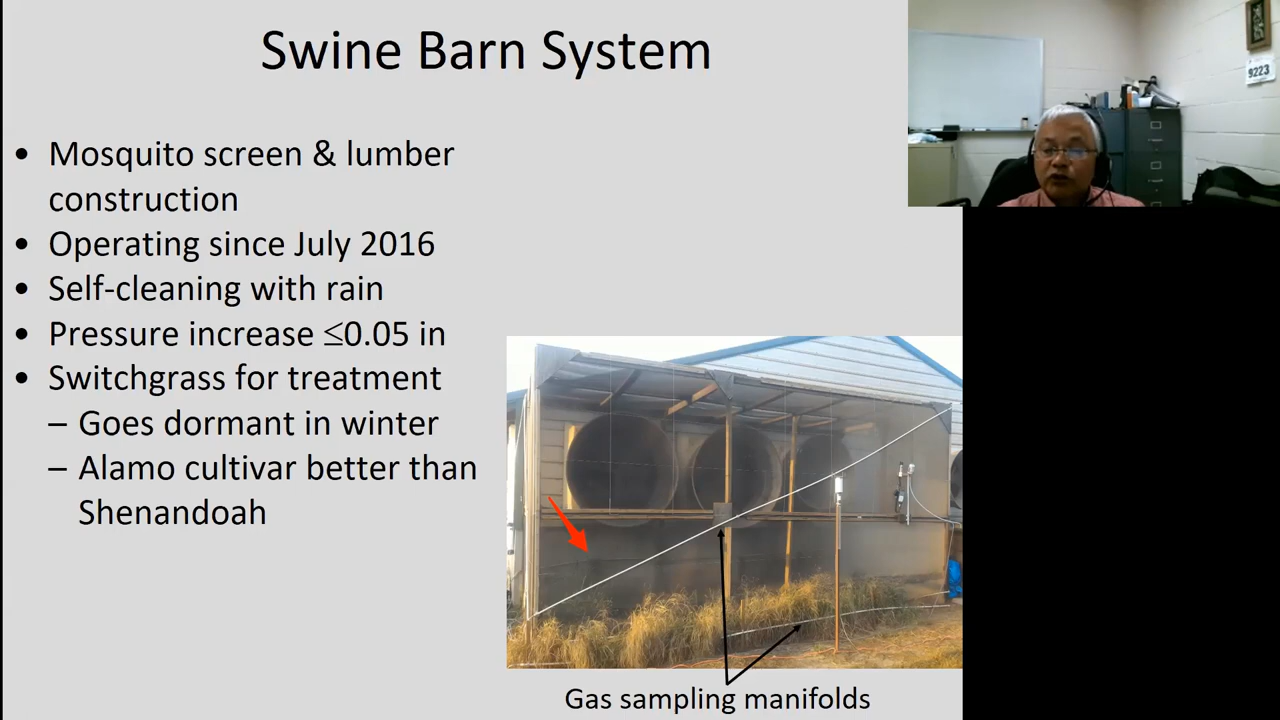 Swine Barn System
• Mosquito screen & lumber
construction
• Operating since July 2016
• Self-cleaning with rain
• Pressure increase ≤0.05 in
• Switchgrass for treatment
– Goes dormant in winter
– Alamo cultivar better than
Shenandoah
Gas sampling manifolds
9223